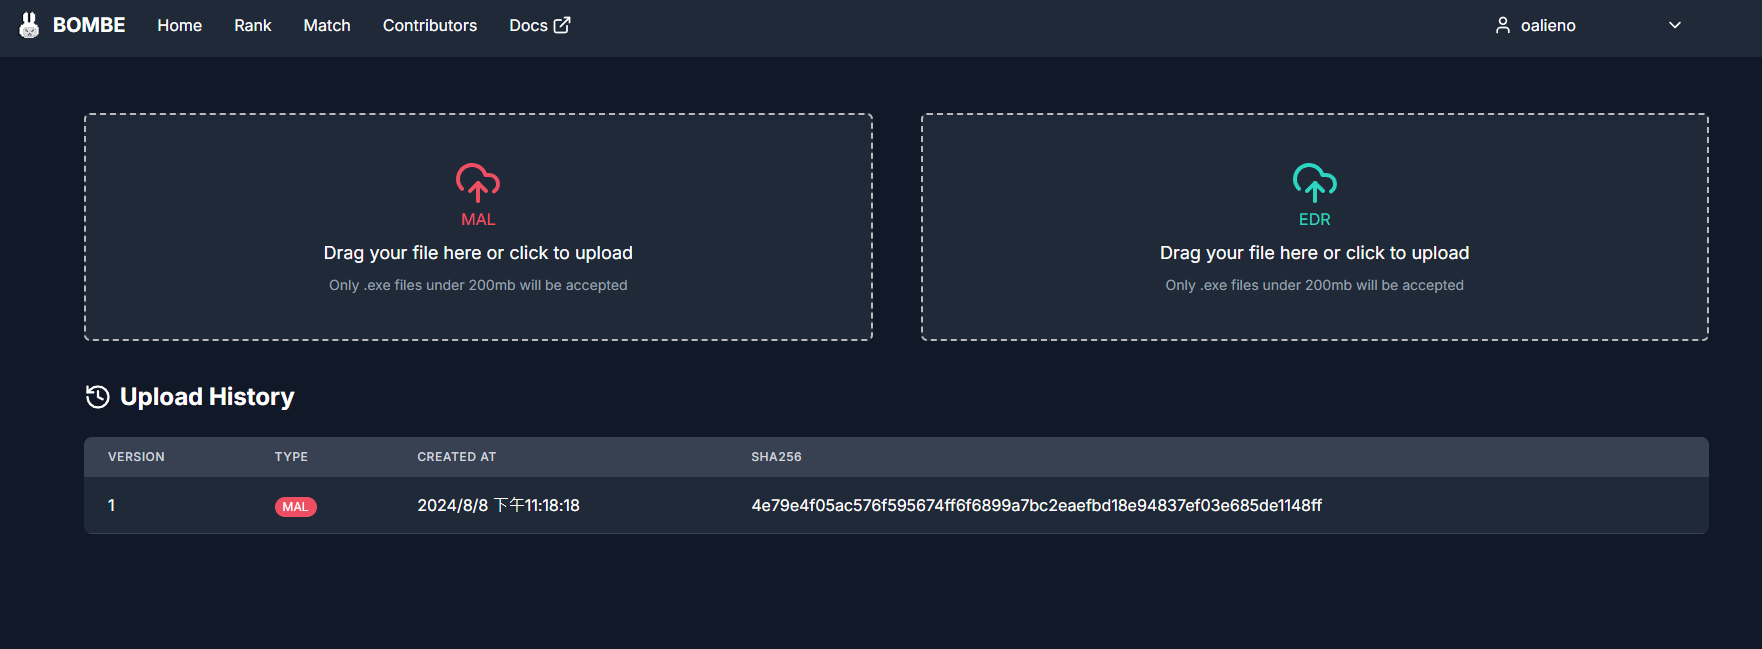 BOMBE Home Rank Match Contributors Docs oalieno
MAL
Drag your file here or click to upload
Only .exe files under 200mb will be accepted
EDR
Drag your file here or click to upload
Only .exe files under 200mb will be accepted
Upload History
VERSION TYPE CREATED AT SHA256
1 MAL 2024/8/8 下午11:18:18 4e79e4f05ac576f595674ff6f6899a7bc2eaefbd18e94837ef03e685de1148ff